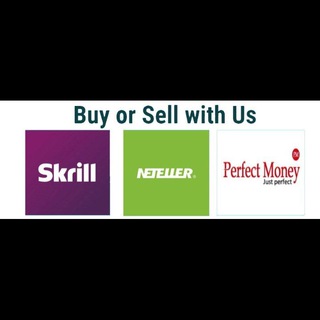 Buy or Sell with Us
Skrill
NETELLER®
Perfect Money
Just perfect